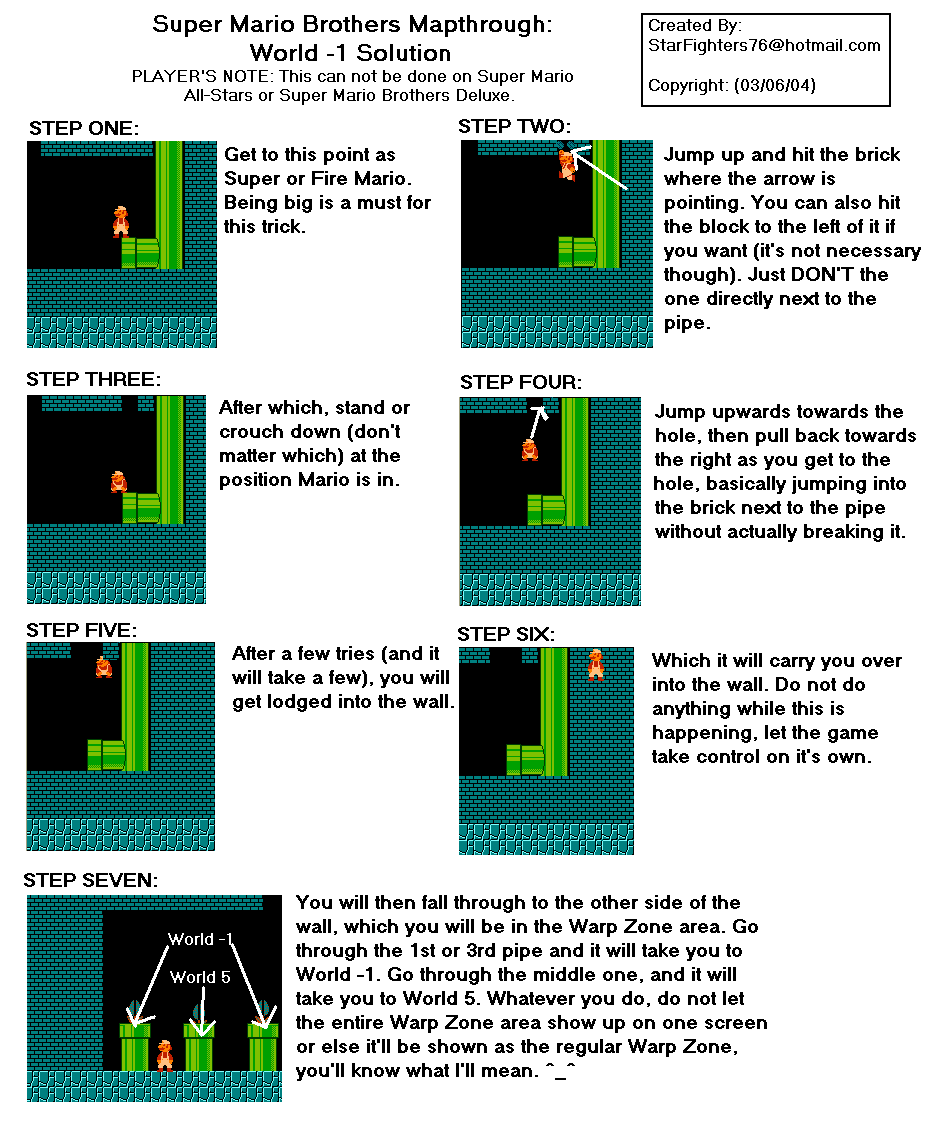 Super Mario Brothers Mapthrough:
World -1 Solution
PLAYER'S NOTE: This can not be done on Super Mario
All-Stars or Super Mario Brothers Deluxe.
Created By:
StarFighters76@hotmail.com
Copyright: (03/06/04)
STEP ONE:
Get to this point as
Super or Fire Mario.
Being big is a must for
this trick.
STEP TWO:
Jump up and hit the brick
where the arrow is
pointing. You can also hit
the block to the left of it if
you want (it's not necessary
though). Just DON'T the
one directly next to the
pipe.
STEP THREE:
After which, stand or
crouch down (don't
matter which) at the
position Mario is in.
STEP FOUR:
Jump upwards towards the
hole, then pull back towards
the right as you get to the
hole, basically jumping into
the brick next to the pipe
without actually breaking it.
STEP FIVE:
After a few tries (and it
will take a few), you will
get lodged into the wall.
STEP SIX:
Which it will carry you over
into the wall. Do not do
anything while this is
happening, let the game
take control on it's own.
STEP SEVEN:
World -1
World 5
You will then fall through to the other side of the
wall, which you will be in the Warp Zone area. Go
through the 1st or 3rd pipe and it will take you to
World -1. Go through the middle one, and it will
take you to World 5. Whatever you do, do not let
the entire Warp Zone area show up on one screen
or else it'll be shown as the regular Warp Zone,
you'll know what I'll mean. ^_^